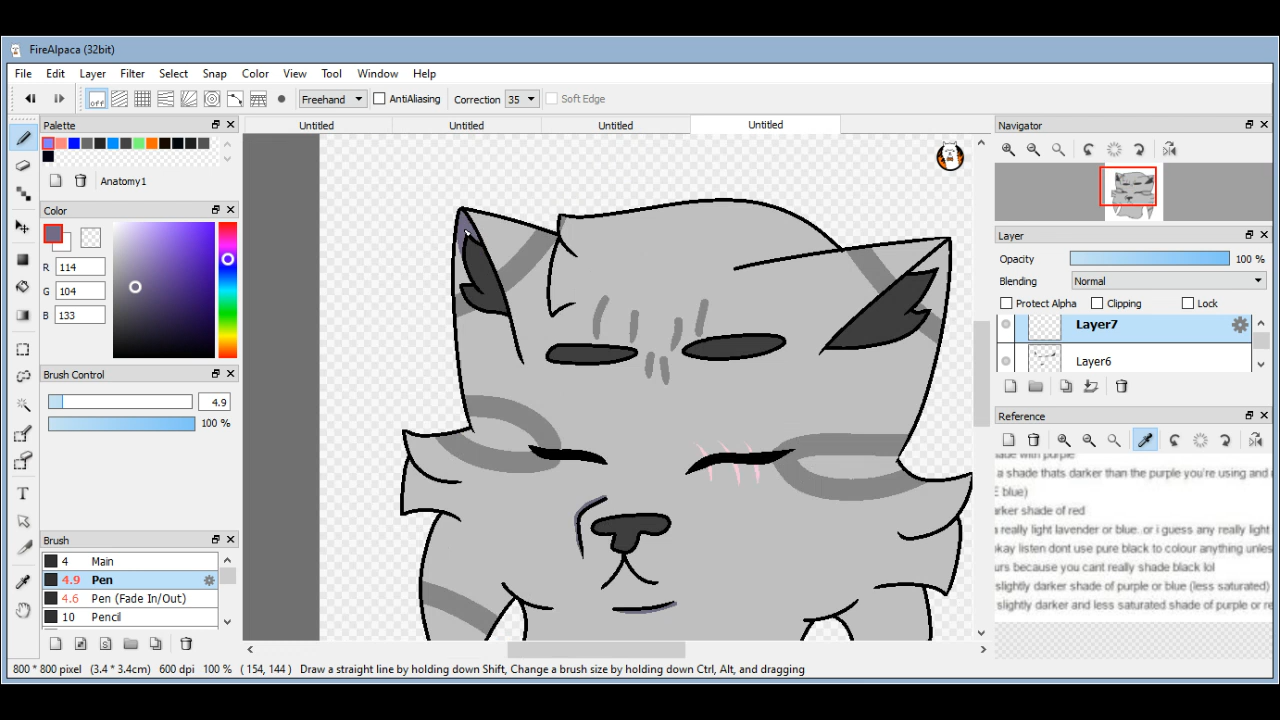 FireAlpaca (32bit)
File Edit Layer Filter Select Snap Color View Tool Window Help
off Freehand AntiAliasing Correction 35 Soft Edge
Palette
Untitled Untitled Untitled Untitled
Navigator
Anatomy1
Color
R 114
G 104
B 133
Layer
Opacity 100 %
Blending Normal
Protect Alpha Clipping Lock
Layer7
Layer6
Brush Control
4.9
100 %
Reference
with purple
a shade thats darker than the purple you're using and
blue)
arker shade of red
a really light lavender or blue..or i guess any really light
okay listen dont use pure black to colour anything unles
urs because you cant really shade black lol
slightly darker shade of purple or blue (less saturated)
slightly darker and less saturated shade of purple or re
Brush
4 Main
4.9 Pen
4.6 Pen (Fade In/Out)
10 Pencil
800 * 800 pixel (3.4 * 3.4cm) 600 dpi 100 % ( 154, 144 ) Draw a straight line by holding down Shift, Change a brush size by holding down Ctrl, Alt, and dragging